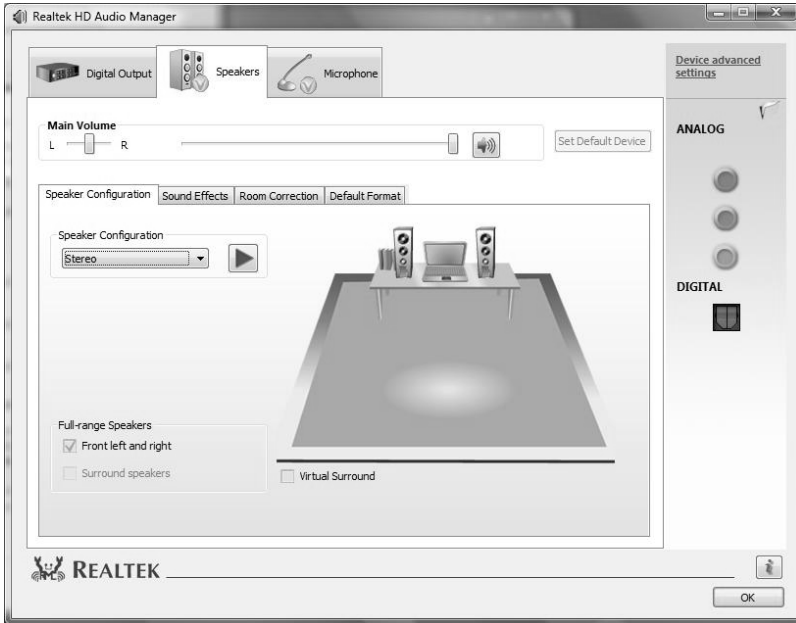 Realtek HD Audio Manager
Digital Output
Speakers
Microphone
Device advanced
settings
Main Volume
L
R
Set Default Device
ANALOG
Speaker Configuration
Sound Effects
Room Correction
Default Format
Speaker Configuration
Stereo
DIGITAL
Full-range Speakers
Front left and right
Surround speakers
Virtual Surround
REALTEK
i
OK